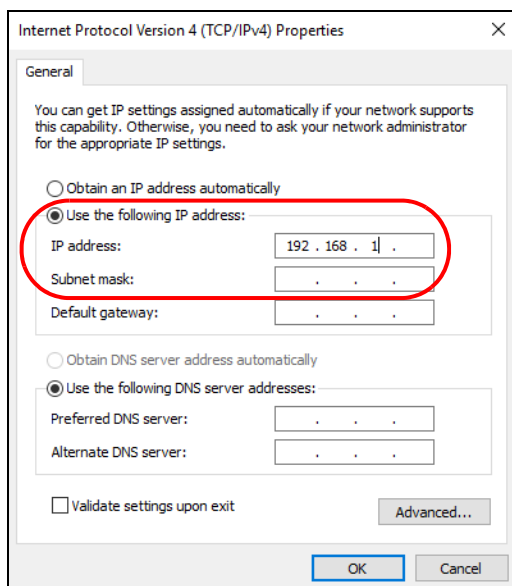 Internet Protocol Version 4 (TCP/IPv4) Properties
General
You can get IP settings assigned automatically if your network supports
this capability. Otherwise, you need to ask your network administrator
for the appropriate IP settings.
Obtain an IP address automatically
Use the following IP address:
IP address: 192 . 168 . 1 .
Subnet mask: . . .
Default gateway: . . .
Obtain DNS server address automatically
Use the following DNS server addresses:
Preferred DNS server: . . .
Alternate DNS server: . . .
Validate settings upon exit
Advanced...
OK Cancel